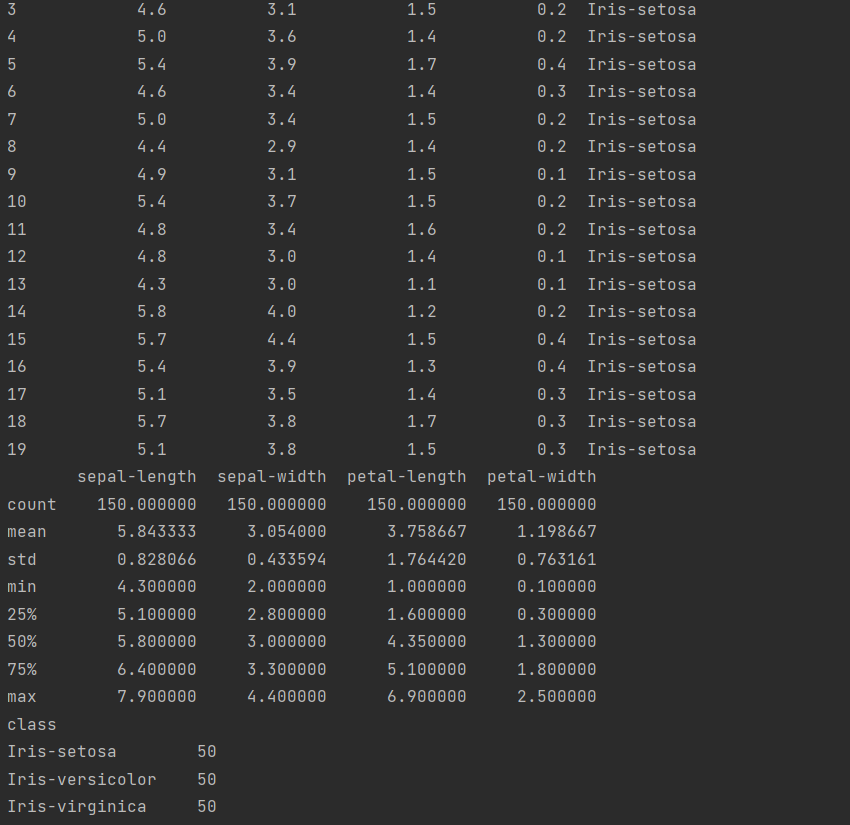 3            4.6          3.1           1.5          0.2  Iris-setosa
4            5.0          3.6           1.4          0.2  Iris-setosa
5            5.4          3.9           1.7          0.4  Iris-setosa
6            4.6          3.4           1.4          0.3  Iris-setosa
7            5.0          3.4           1.5          0.2  Iris-setosa
8            4.4          2.9           1.4          0.2  Iris-setosa
9            4.9          3.1           1.5          0.1  Iris-setosa
10           5.4          3.7           1.5          0.2  Iris-setosa
11           4.8          3.4           1.6          0.2  Iris-setosa
12           4.8          3.0           1.4          0.1  Iris-setosa
13           4.3          3.0           1.1          0.1  Iris-setosa
14           5.8          4.0           1.2          0.2  Iris-setosa
15           5.7          4.4           1.5          0.4  Iris-setosa
16           5.4          3.9           1.3          0.4  Iris-setosa
17           5.1          3.5           1.4          0.3  Iris-setosa
18           5.7          3.8           1.7          0.3  Iris-setosa
19           5.1          3.8           1.5          0.3  Iris-setosa
       sepal-length  sepal-width  petal-length  petal-width
count    150.000000   150.000000    150.000000   150.000000
mean       5.843333     3.054000      3.758667     1.198667
std        0.828066     0.433594      1.764420     0.763161
min        4.300000     2.000000      1.000000     0.100000
25%        5.100000     2.800000      1.600000     0.300000
50%        5.800000     3.000000      4.350000     1.300000
75%        6.400000     3.300000      5.100000     1.800000
max        7.900000     4.400000      6.900000     2.500000
class
Iris-setosa        50
Iris-versicolor    50
Iris-virginica     50